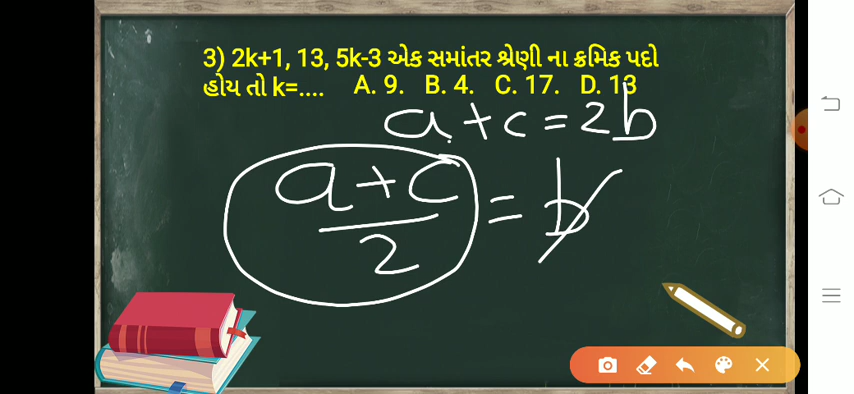 3) 2k+1, 13, 5k-3 એક સમાંતર શ્રેણી ના ક્રમિક પદો
હોય તો k=.... A. 9. B. 4. C. 17. D. 13
a+c=2b
a+c/2 = b